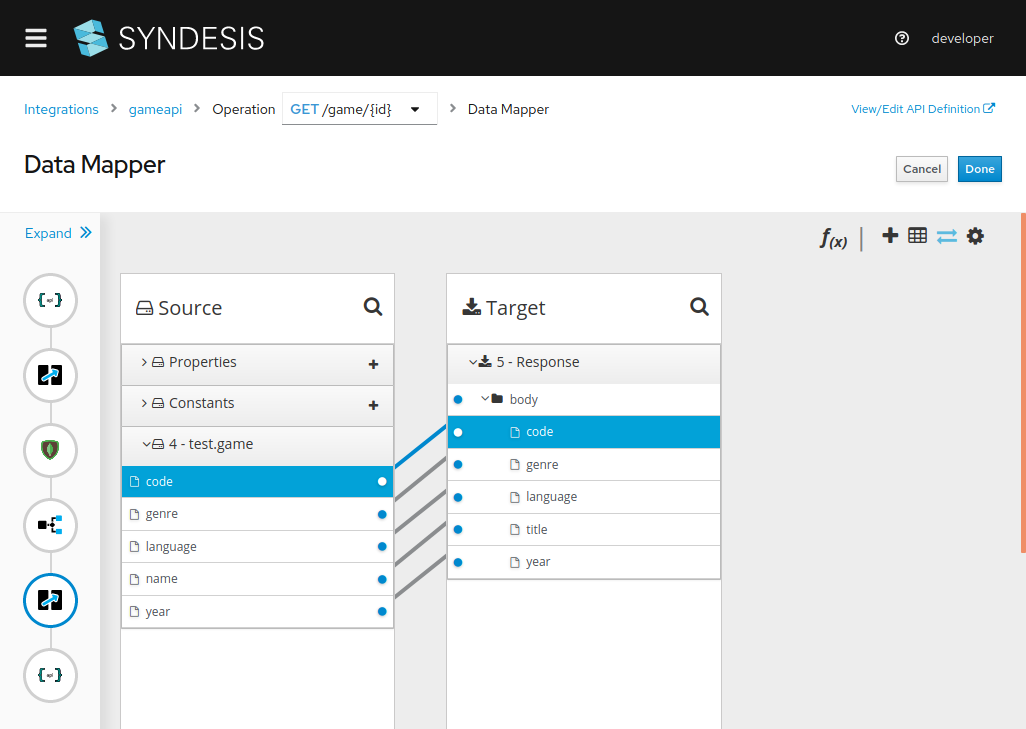 SYNDESIS
developer
Integrations > gameapi > Operation GET /game/{id} > Data Mapper
View/Edit API Definition
Data Mapper
Cancel Done
Expand
f(x)
Source
Properties
Constants
4 - test.game
code
genre
language
name
year
Target
5 - Response
body
code
genre
language
title
year
{ api }
{ api }